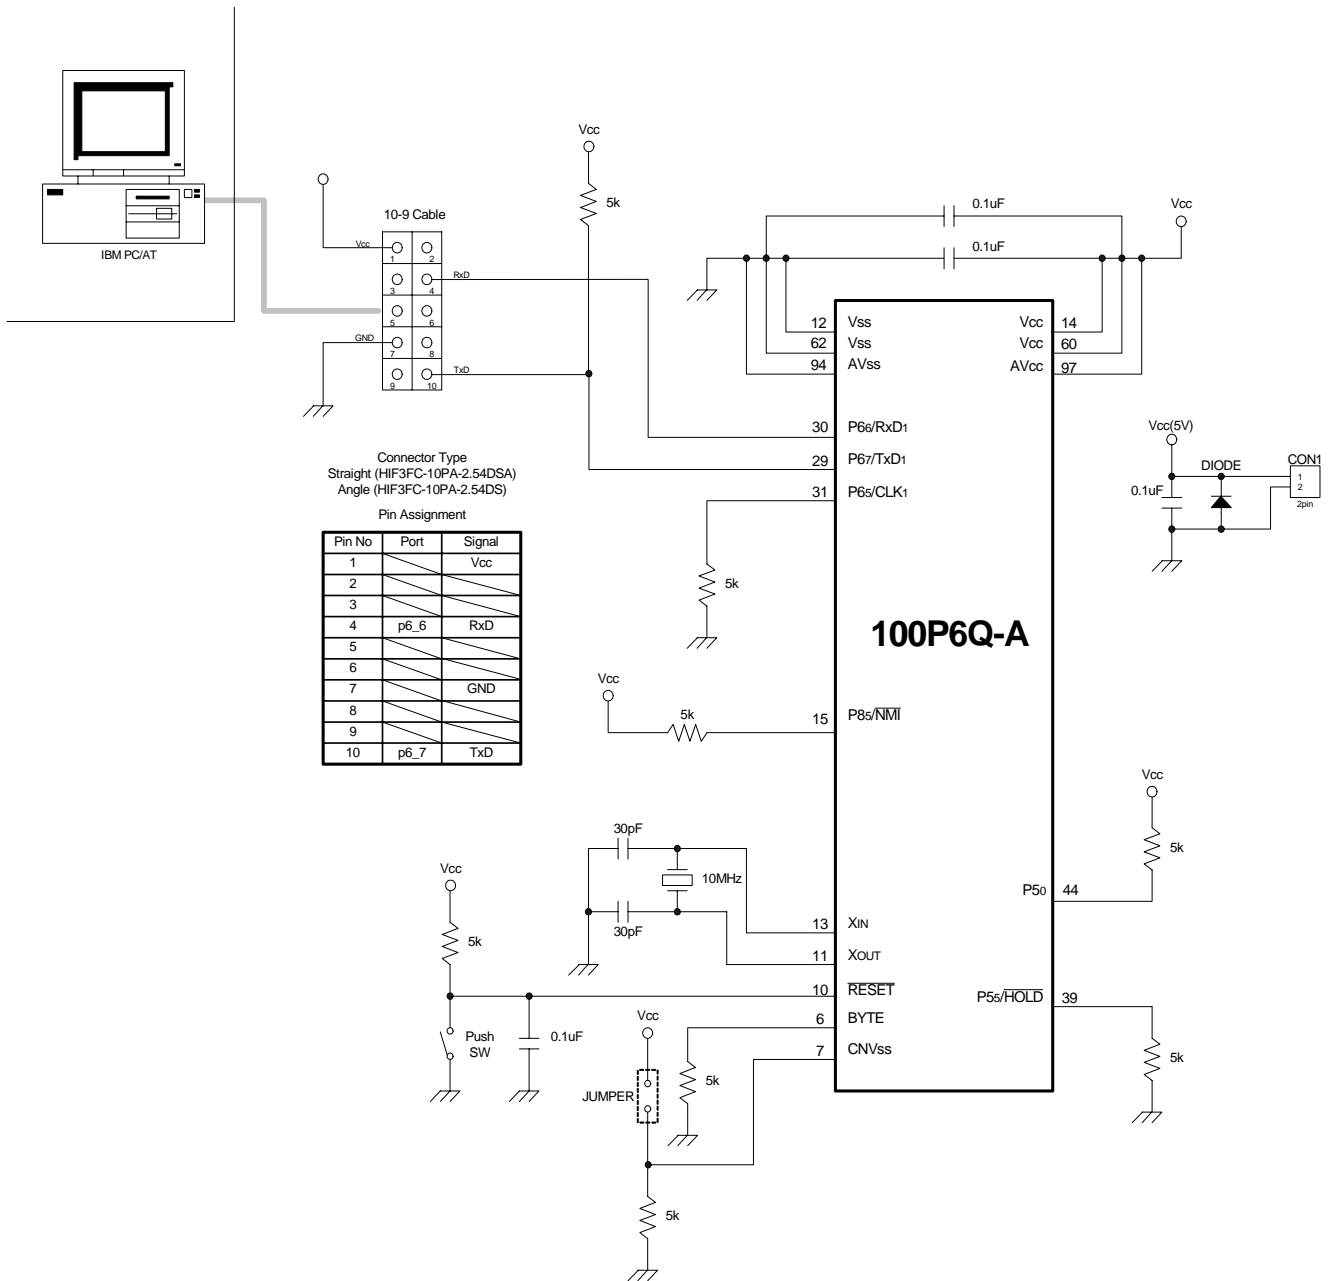 IBM PC/AT
10-9 Cable
Vcc
1
2
3
4
RxD
5
6
GND
7
8
9
10
TxD
Vcc
5k
0.1uF
0.1uF
Vcc
12 Vss
62 Vss
94 AVss
Vcc 14
Vcc 60
AVcc 97
30 P66/RxD1
29 P67/TxD1
31 P65/CLK1
5k
Connector Type
Straight (HIF3FC-10PA-2.54DSA)
Angle (HIF3FC-10PA-2.54DS)
Pin Assignment
Pin No Port Signal
1 Vcc
2
3
4 p6_6 RxD
5
6
7 GND
8
9
10 p6_7 TxD
Vcc(5V)
DIODE
CON1
0.1uF
1
2
2pin
100P6Q-A
Vcc
5k
15 P85/NMI
Vcc
5k
P50 44
30pF
10MHz
30pF
13 XIN
11 XOUT
Vcc
5k
10 RESET
6 BYTE
7 CNVss
P55/HOLD 39
5k
Push
SW
0.1uF
Vcc
JUMPER
5k
5k